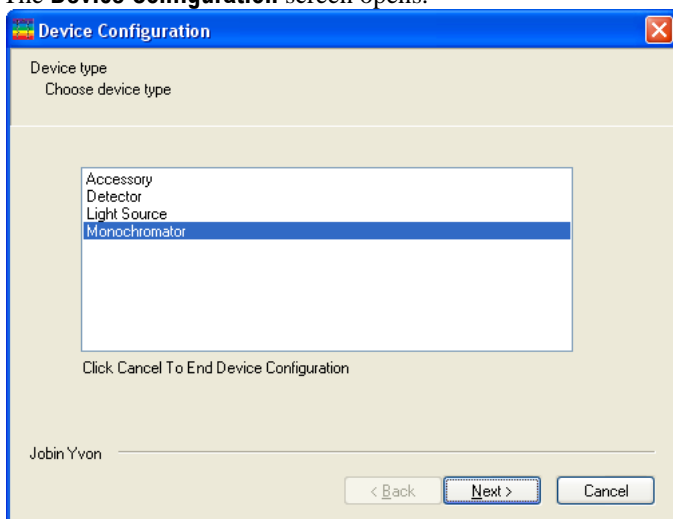 The Device Configuration screen opens.
Device Configuration
Device type
Choose device type
Accessory
Detector
Light Source
Monochromator
Click Cancel To End Device Configuration
Jobin Yvon
< Back
Next >
Cancel